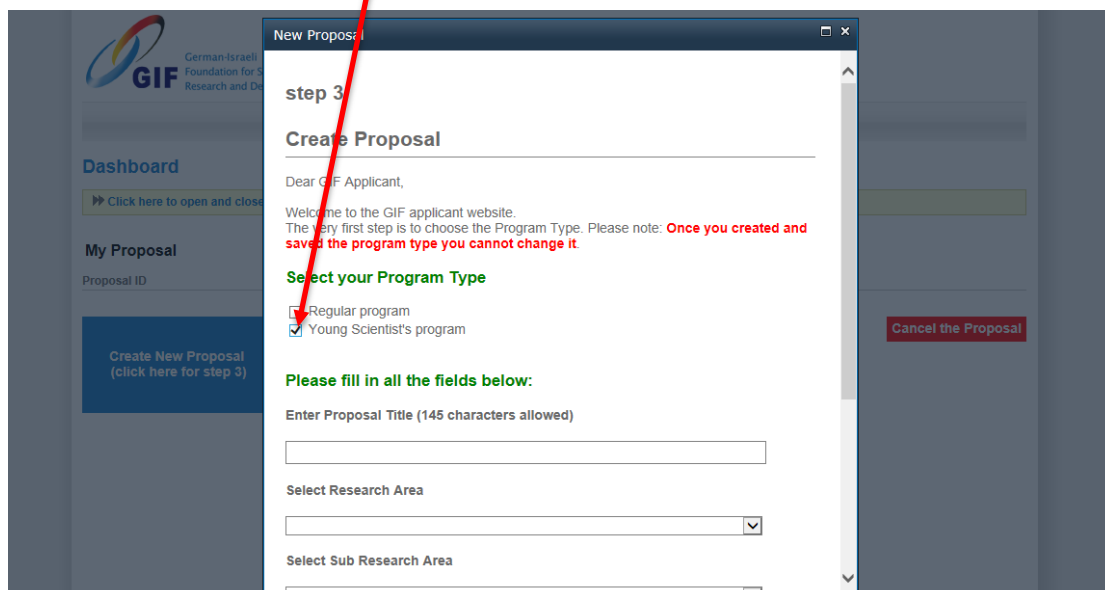 New Proposal
German-Israeli
GIF Foundation for S
Research and De
step 3
Create Proposal
Dashboard
Dear GIF Applicant,
Click here to open and close
Welcome to the GIF applicant website.
The very first step is to choose the Program Type. Please note: Once you created and
saved the program type you cannot change it.
My Proposal
Proposal ID
Select your Program Type
Regular program
Young Scientist's program
Cancel the Proposal
Create New Proposal
(click here for step 3)
Please fill in all the fields below:
Enter Proposal Title (145 characters allowed)
Select Research Area
Select Sub Research Area